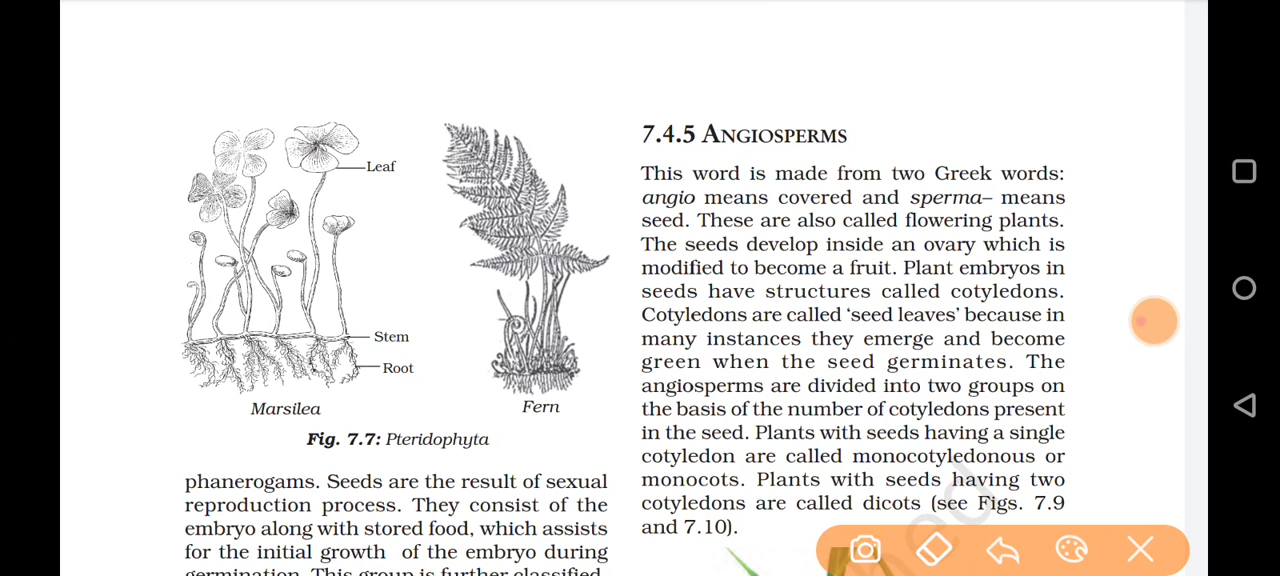 Leaf
Stem
Root
Marsilea
Fern
Fig. 7.7: Pteridophyta
phanerogams. Seeds are the result of sexual
reproduction process. They consist of the
embryo along with stored food, which assists
for the initial growth of the embryo during
germination. This group is further classified
7.4.5 ANGIOSPERMS
This word is made from two Greek words:
angio means covered and sperma– means
seed. These are also called flowering plants.
The seeds develop inside an ovary which is
modified to become a fruit. Plant embryos in
seeds have structures called cotyledons.
Cotyledons are called ‘seed leaves’ because in
many instances they emerge and become
green when the seed germinates. The
angiosperms are divided into two groups on
the basis of the number of cotyledons present
in the seed. Plants with seeds having a single
cotyledon are called monocotyledonous or
monocots. Plants with seeds having two
cotyledons are called dicots (see Figs. 7.9
and 7.10).